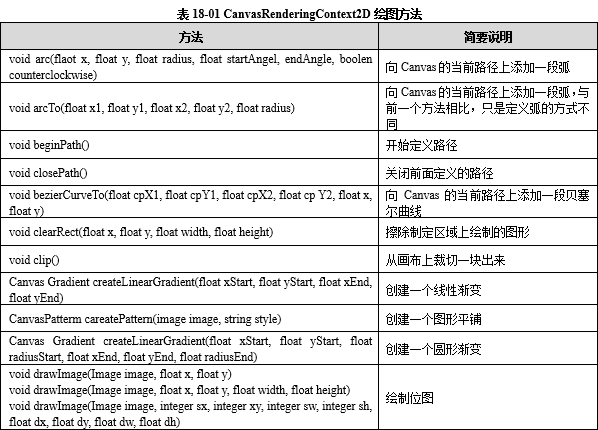 表 18-01 CanvasRenderingContext2D 绘图方法
方法 简要说明
void arc(flaot x, float y, float radius, float startAngel, endAngle, boolen
counterclockwise)
向 Canvas 的当前路径上添加一段弧
void arcTo(float x1, float y1, float x2, float y2, float radius)
向 Canvas 的当前路径上添加一段弧，与
前一个方法相比，只是定义弧的方式不
同
void beginPath()
开始定义路径
void closePath()
关闭前面定义的路径
void bezierCurveTo(float cpX1, float cpY1, float cpX2, float cp Y2, float x,
float y)
向 Canvas 的当前路径上添加一段贝塞
尔曲线
void clearRect(float x, float y, float width, float height)
擦除制定区域上绘制的图形
void clip()
从画布上裁切一块出来
Canvas Gradient createLinearGradient(float xStart, float yStart, float xEnd,
float yEnd)
创建一个线性渐变
CanvasPatterm careatePattern(image image, string style)
创建一个图形平铺
Canvas Gradient createLinearGradient(float xStart, float yStart, float
radiusStart, float xEnd, float yEnd, float radiusEnd)
创建一个圆形渐变
void drawImage(Image image, float x, float y)
void drawImage(Image image, float x, float y, float width, float height)
void drawImage(Image image, integer sx, integer xy, integer sw, integer sh,
float dx, float dy, float dw, float dh)
绘制位图